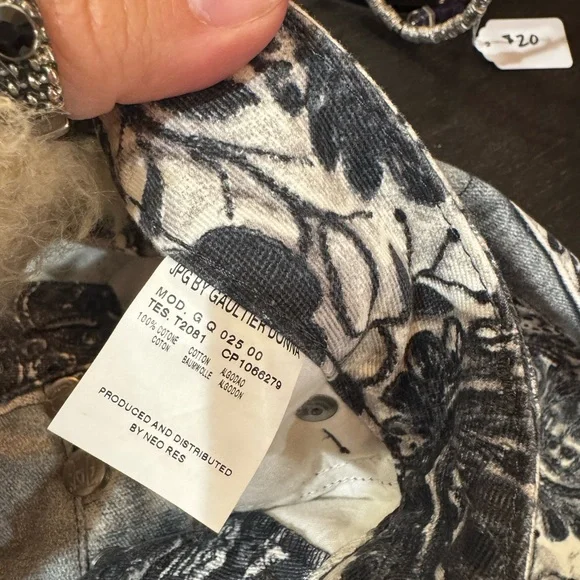 $20
JPG BY GAULTIER DONNA
MOD. G Q 025 00
TES. T2081 CP1066279
100% COTONE COTTON ALGODAO
COTON BAUMWOLLE ALGODON
PRODUCED AND DISTRIBUTED
BY NEO RES